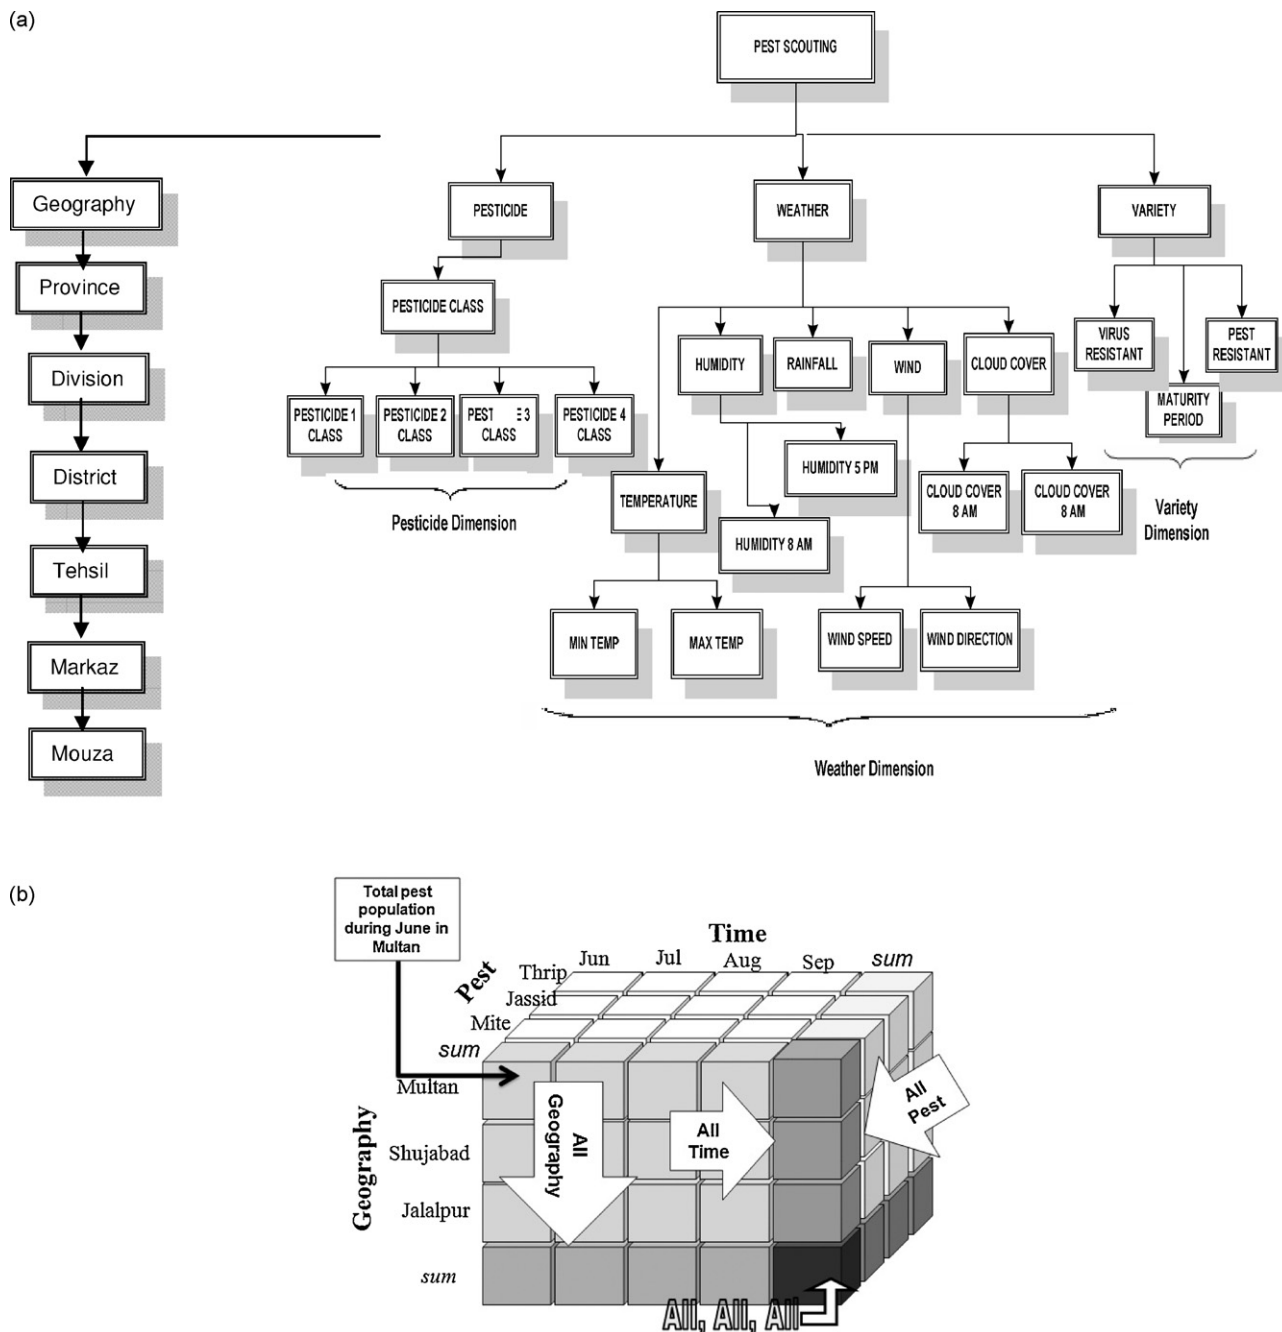 (a)
PEST SCOUTING
Geography
Province
Division
District
Tehsil
Markaz
Mouza
PESTICIDE
WEATHER
VARIETY
PESTICIDE CLASS
PESTICIDE 1
CLASS
PESTICIDE 2
CLASS
PEST 3
CLASS
PESTICIDE 4
CLASS
Pesticide Dimension
HUMIDITY
RAINFALL
WIND
CLOUD COVER
VIRUS
RESISTANT
MATURITY
PERIOD
PEST
RESISTANT
Variety
Dimension
TEMPERATURE
HUMIDITY 5 PM
HUMIDITY 8 AM
CLOUD COVER
8 AM
CLOUD COVER
8 AM
MIN TEMP
MAX TEMP
WIND SPEED
WIND DIRECTION
Weather Dimension
(b)
Total pest
population
during June in
Multan
Time
Jun
Jul
Aug
Sep
sum
Pest
Thrip
Jassid
Mite
sum
Geography
Multan
Shujabad
Jalalpur
sum
All
Geography
All
Time
All
Pest
All, All, All